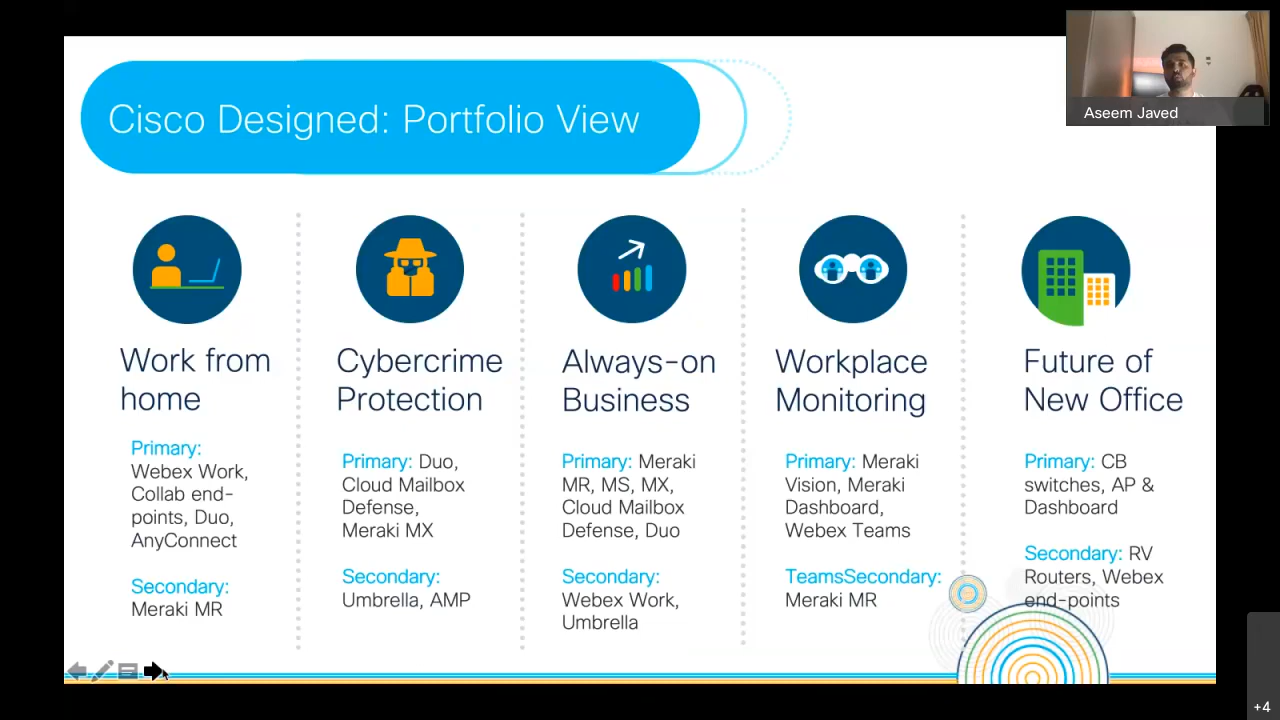 Aseem Javed
Cisco Designed: Portfolio View
Work from
home
Primary:
Webex Work,
Collab end-
points, Duo,
AnyConnect
Secondary:
Meraki MR
Cybercrime
Protection
Primary: Duo,
Cloud Mailbox
Defense,
Meraki MX
Secondary:
Umbrella, AMP
Always-on
Business
Primary: Meraki
MR, MS, MX,
Cloud Mailbox
Defense, Duo
Secondary:
Webex Work,
Umbrella
Workplace
Monitoring
Primary: Meraki
Vision, Meraki
Dashboard,
Webex Teams
TeamsSecondary:
Meraki MR
Future of
New Office
Primary: CB
switches, AP &
Dashboard
Secondary: RV
Routers, Webex
end-points
+4